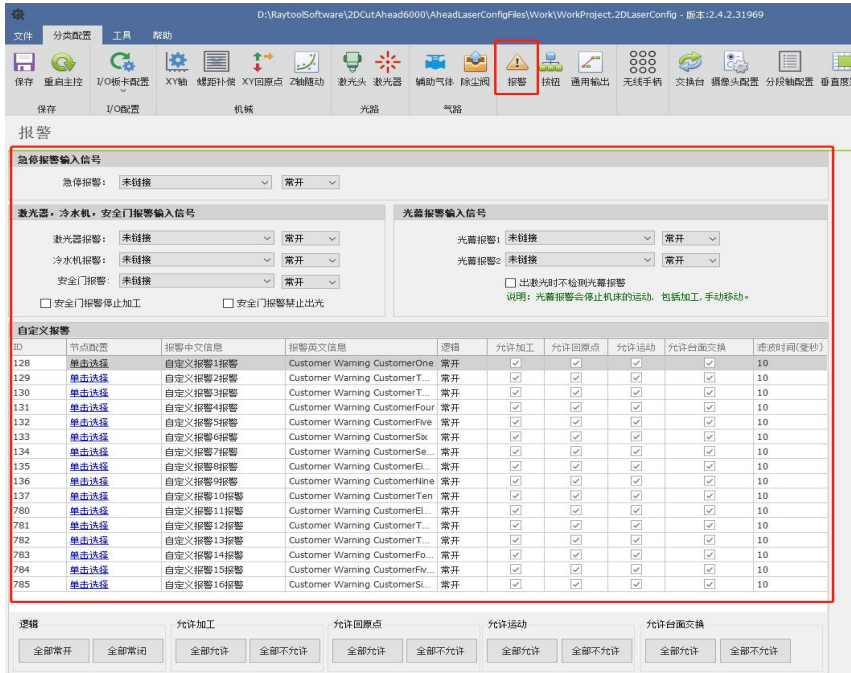 D:\RaytoolSoftware\2DCutAhead6000\AheadLaserConfigFiles\Work\WorkProject.2DLaserConfig - 版本:2.4.2.31969
文件 分类配置 工具 帮助
保存 重启主控 I/O板卡配置 XY轴 螺距补偿 XY回原点 Z轴随动 激光头 激光器 辅助气体 除尘阀 报警 按钮 通用输出 无线手柄 交换台 摄像头配置 分段轴配置 垂直度
保存 I/O配置 机械 光路 气路
报警
急停报警输入信号
急停报警: 未链接 常开
激光器,冷水机,安全门报警输入信号 光幕报警输入信号
激光器报警: 未链接 常开 光幕报警1 未链接 常开
冷水机报警: 未链接 常开 光幕报警2 未链接 常开
安全门报警: 未链接 常开 出激光时不检测光幕报警
安全门报警停止加工 安全门报警禁止出光 说明: 光幕报警会停止机床的运动, 包括加工,手动移动。
自定义报警
ID 节点配置 报警中文信息 报警英文信息 逻辑 允许加工 允许回原点 允许运动 允许台面交换 滤波时间(毫秒)
128 单击选择 自定义报警1报警 Customer Warning CustomerOne 常开 10
129 单击选择 自定义报警2报警 Customer Warning CustomerT... 常开 10
130 单击选择 自定义报警3报警 Customer Warning CustomerT... 常开 10
131 单击选择 自定义报警4报警 Customer Warning CustomerFour 常开 10
132 单击选择 自定义报警5报警 Customer Warning CustomerFive 常开 10
133 单击选择 自定义报警6报警 Customer Warning CustomerSix 常开 10
134 单击选择 自定义报警7报警 Customer Warning CustomerSe... 常开 10
135 单击选择 自定义报警8报警 Customer Warning CustomerEi... 常开 10
136 单击选择 自定义报警9报警 Customer Warning CustomerNine 常开 10
137 单击选择 自定义报警10报警 Customer Warning CustomerTen 常开 10
780 单击选择 自定义报警11报警 Customer Warning CustomerEl... 常开 10
781 单击选择 自定义报警12报警 Customer Warning CustomerT... 常开 10
782 单击选择 自定义报警13报警 Customer Warning CustomerT... 常开 10
783 单击选择 自定义报警14报警 Customer Warning CustomerFo... 常开 10
784 单击选择 自定义报警15报警 Customer Warning CustomerFiv... 常开 10
785 单击选择 自定义报警16报警 Customer Warning CustomerSi... 常开 10
逻辑 允许加工 允许回原点 允许运动 允许台面交换
全部常开 全部常闭 全部允许 全部不允许 全部允许 全部不允许 全部允许 全部不允许 全部允许 全部不允许